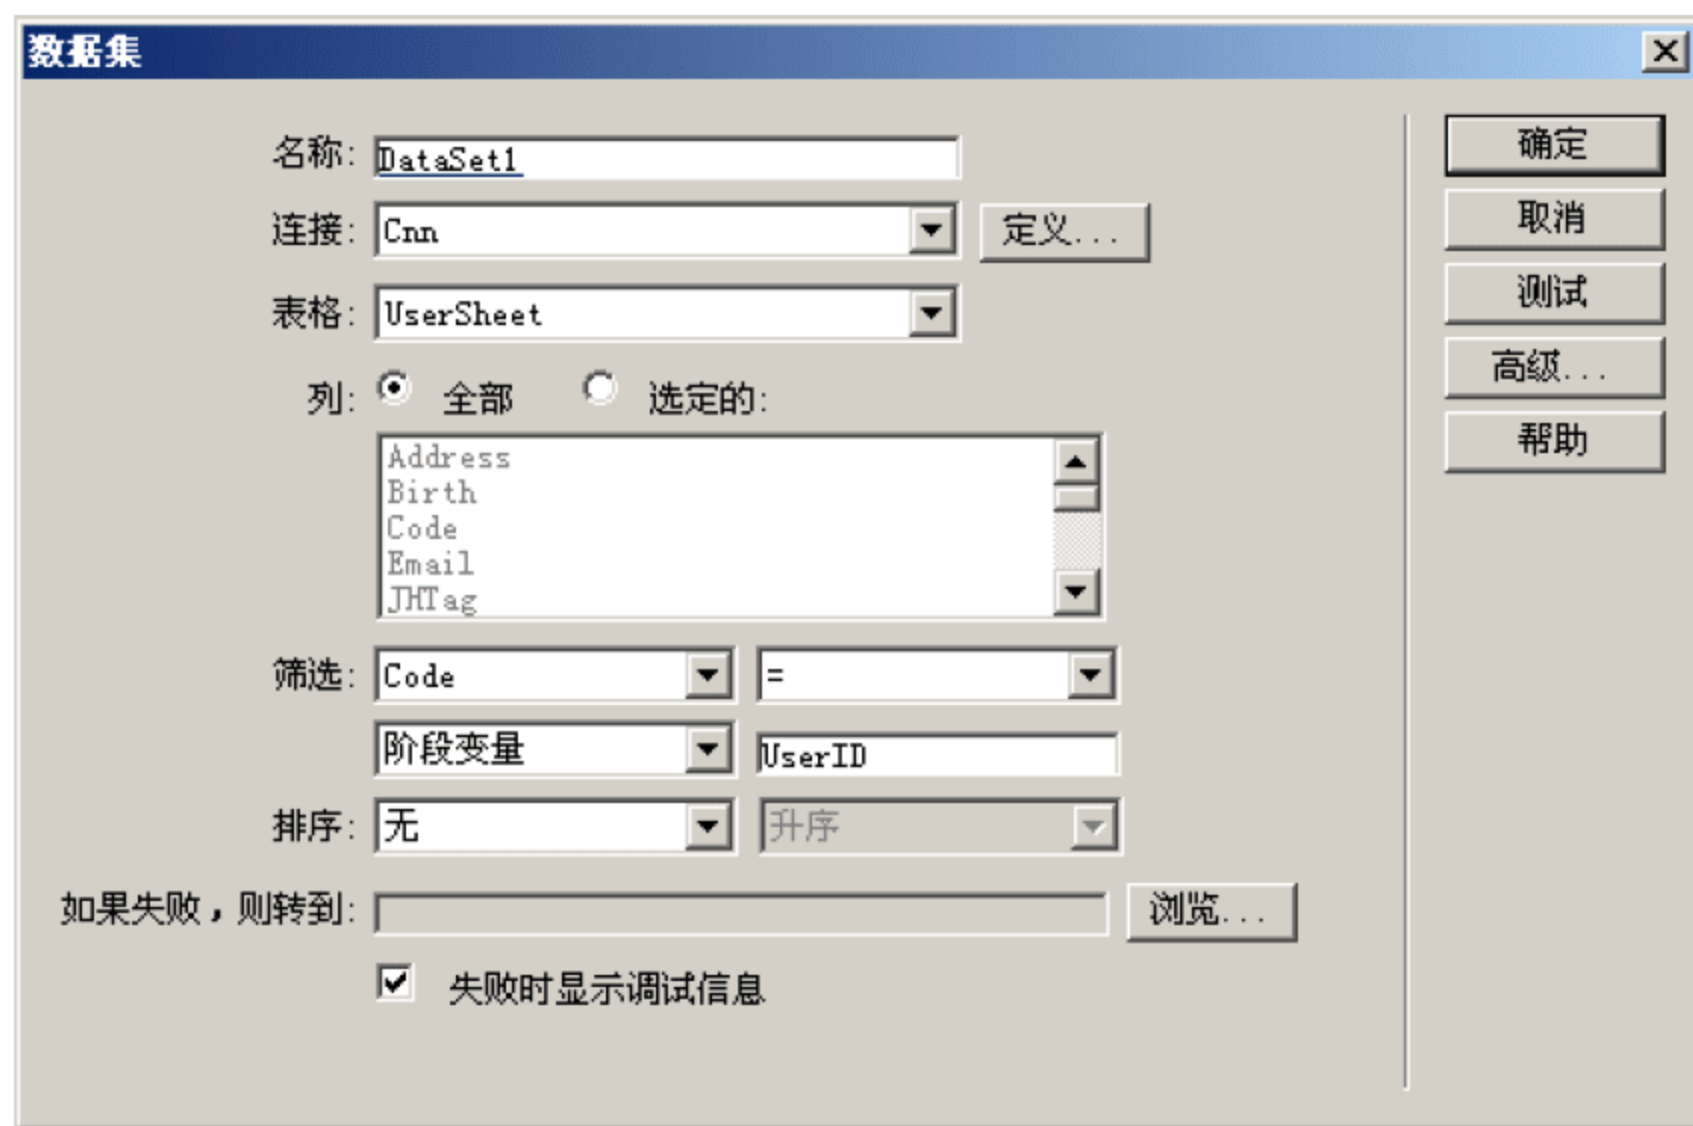 数据集
名称: DataSet1
连接: Cnn 定义...
表格: UserSheet
列: 全部 选定的:
Address
Birth
Code
Email
JHTag
筛选: Code =
阶段变量 UserID
排序: 无 升序
如果失败，则转到: 浏览...
失败时显示调试信息
确定
取消
测试
高级...
帮助